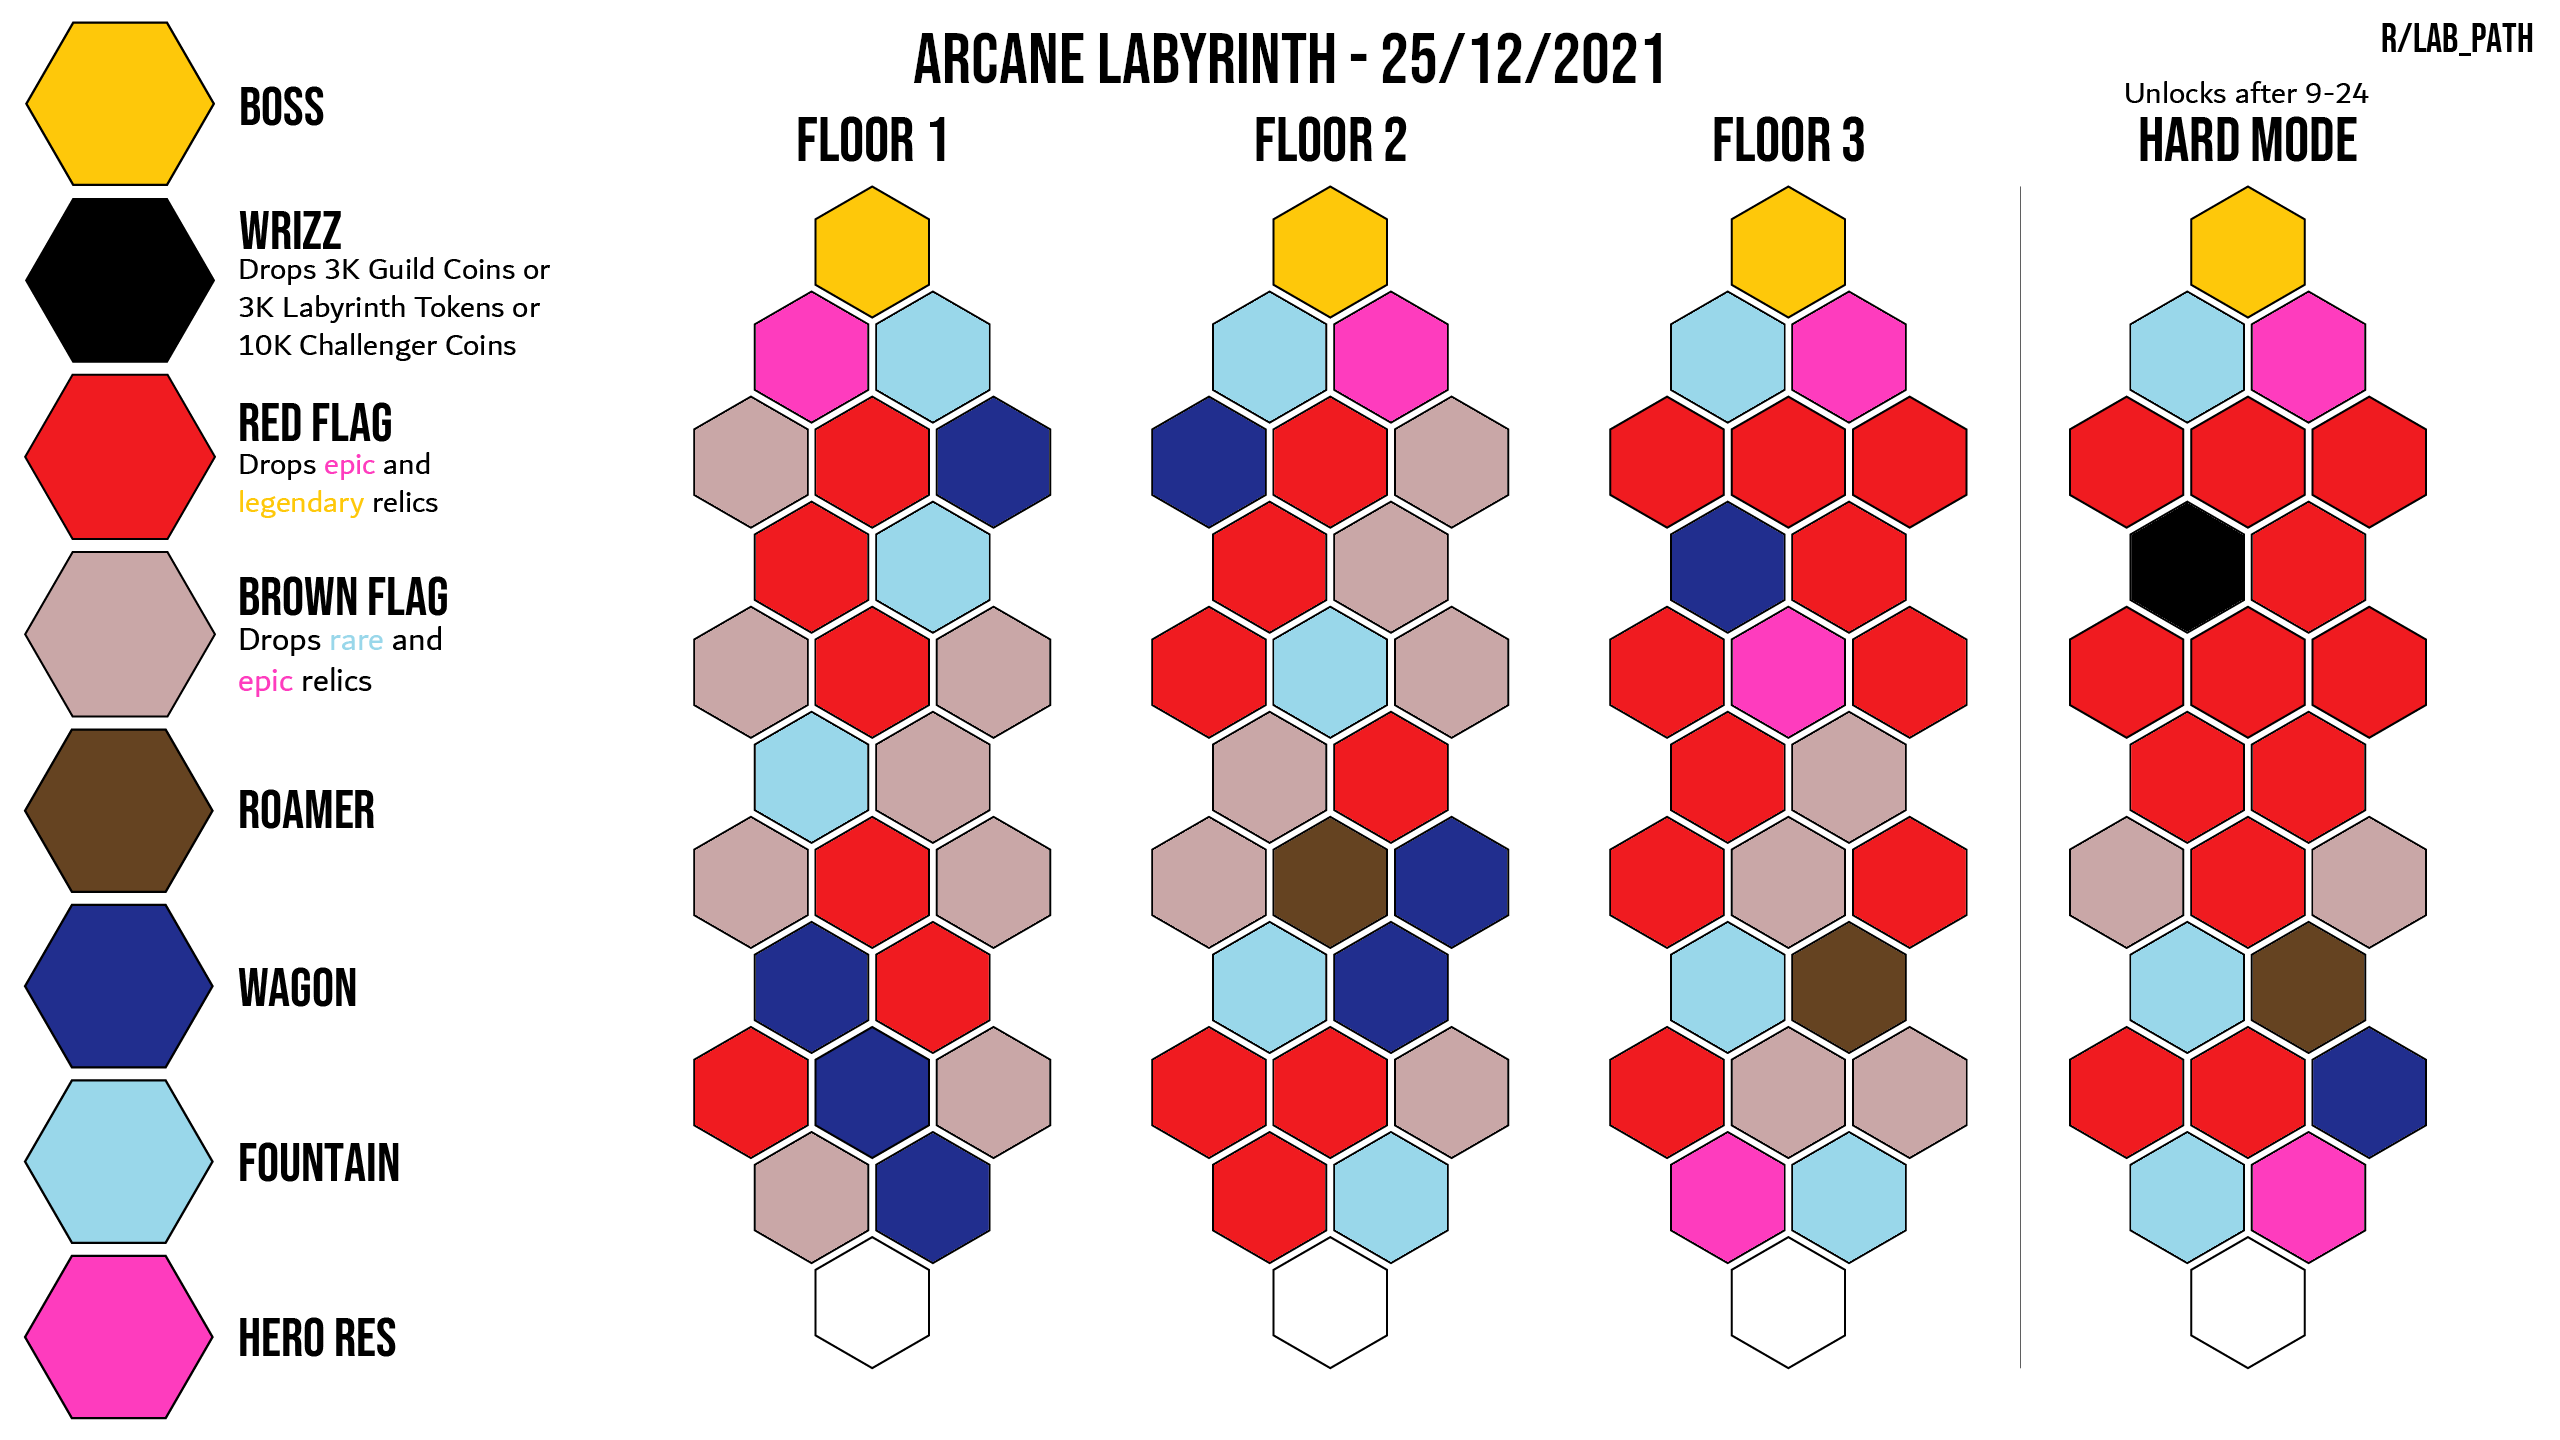 ARCANE LABYRINTH - 25/12/2021
R/LAB_PATH
BOSS
WRIZZ
Drops 3K Guild Coins or
3K Labyrinth Tokens or
10K Challenger Coins
RED FLAG
Drops epic and
legendary relics
BROWN FLAG
Drops rare and
epic relics
ROAMER
WAGON
FOUNTAIN
HERO RES
FLOOR 1
FLOOR 2
FLOOR 3
Unlocks after 9-24
HARD MODE